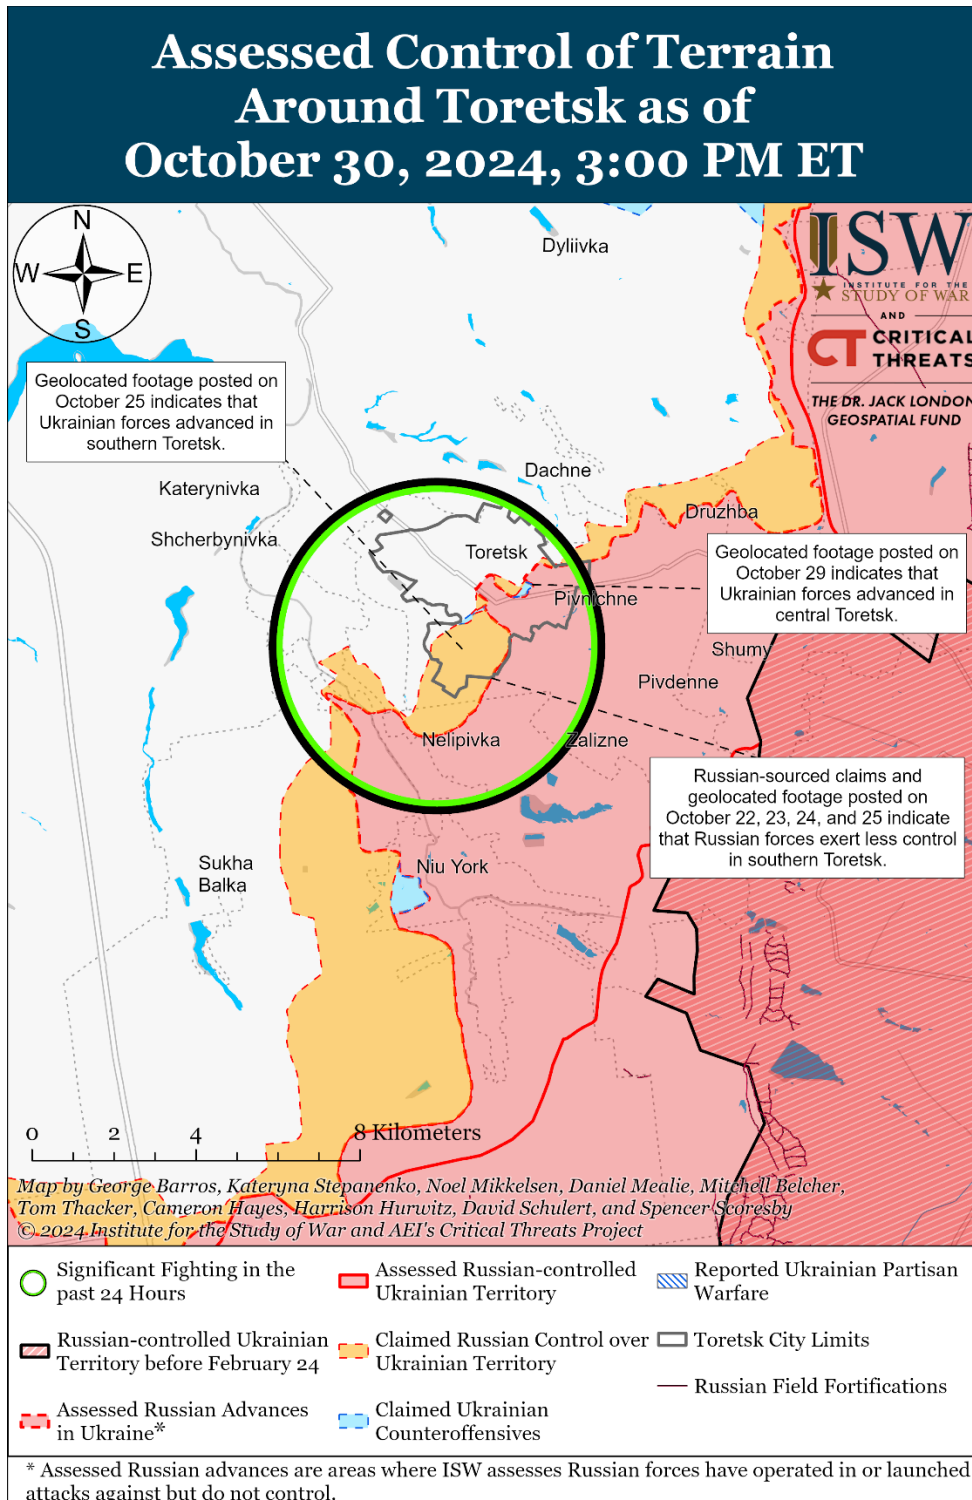 Assessed Control of Terrain
Around Toretsk as of
October 30, 2024, 3:00 PM ET
N
W
E
S
Dyliivka
ISW
INSTITUTE FOR THE
STUDY OF WAR
AND
CT CRITICAL
THREATS
THE DR. JACK LONDON
GEOSPATIAL FUND
Geolocated footage posted on
October 25 indicates that
Ukrainian forces advanced in
southern Toretsk.
Dachne
Katerynivka
Druzhba
Shcherbynivka
Toretsk
Geolocated footage posted on
October 29 indicates that
Ukrainian forces advanced in
central Toretsk.
Pivnichne
Shumy
Pivdenne
Nelipivka
Zalizne
Russian-sourced claims and
geolocated footage posted on
October 22, 23, 24, and 25 indicate
that Russian forces exert less control
in southern Toretsk.
Sukha
Balka
Niu York
0 2 4 8 Kilometers
Map by George Barros, Kateryna Stepanenko, Noel Mikkelsen, Daniel Mealie, Mitchell Belcher,
Tom Thacker, Cameron Hayes, Harrison Hurwitz, David Schulert, and Spencer Scoresby
© 2024 Institute for the Study of War and AEI's Critical Threats Project
Significant Fighting in the
past 24 Hours
Russian-controlled Ukrainian
Territory before February 24
Assessed Russian Advances
in Ukraine*
Assessed Russian-controlled
Ukrainian Territory
Claimed Russian Control over
Ukrainian Territory
Claimed Ukrainian
Counteroffensives
Reported Ukrainian Partisan
Warfare
Toretsk City Limits
Russian Field Fortifications
* Assessed Russian advances are areas where ISW assesses Russian forces have operated in or launched
attacks against but do not control.